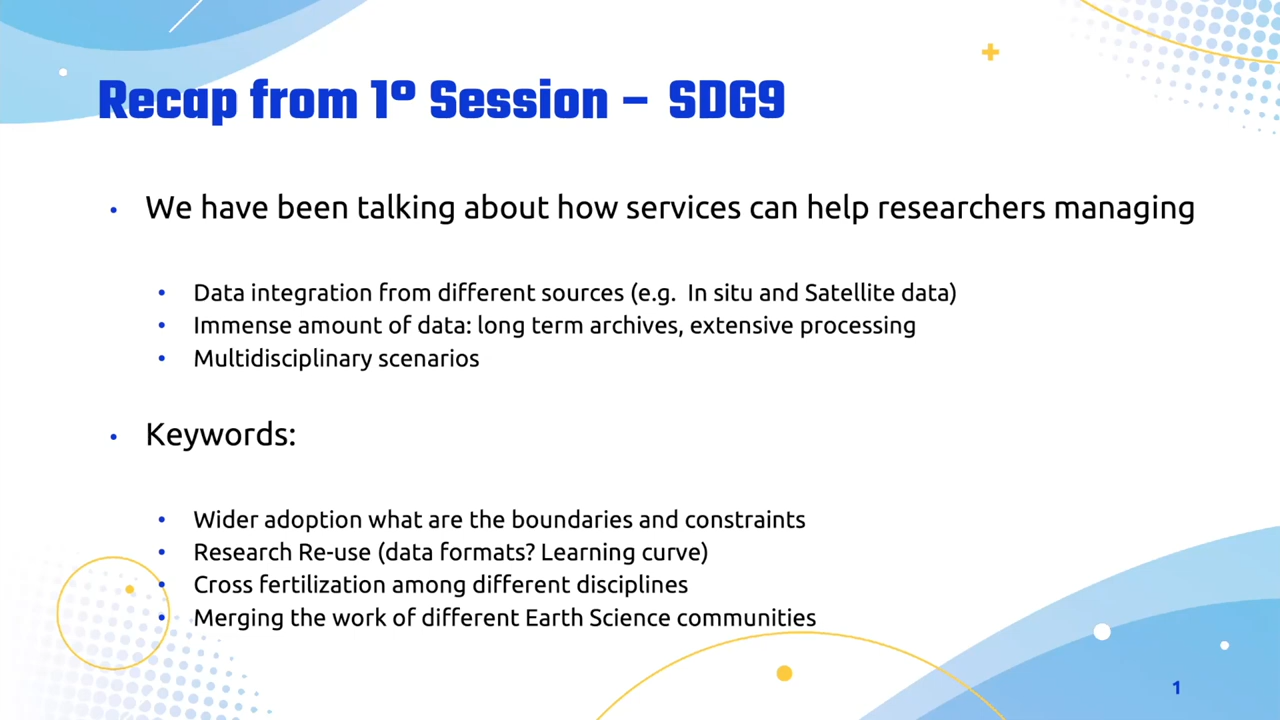 Recap from 1º Session – SDG9
• We have been talking about how services can help researchers managing
• Data integration from different sources (e.g. In situ and Satellite data)
• Immense amount of data: long term archives, extensive processing
• Multidisciplinary scenarios
• Keywords:
• Wider adoption what are the boundaries and constraints
• Research Re-use (data formats? Learning curve)
• Cross fertilization among different disciplines
• Merging the work of different Earth Science communities
1